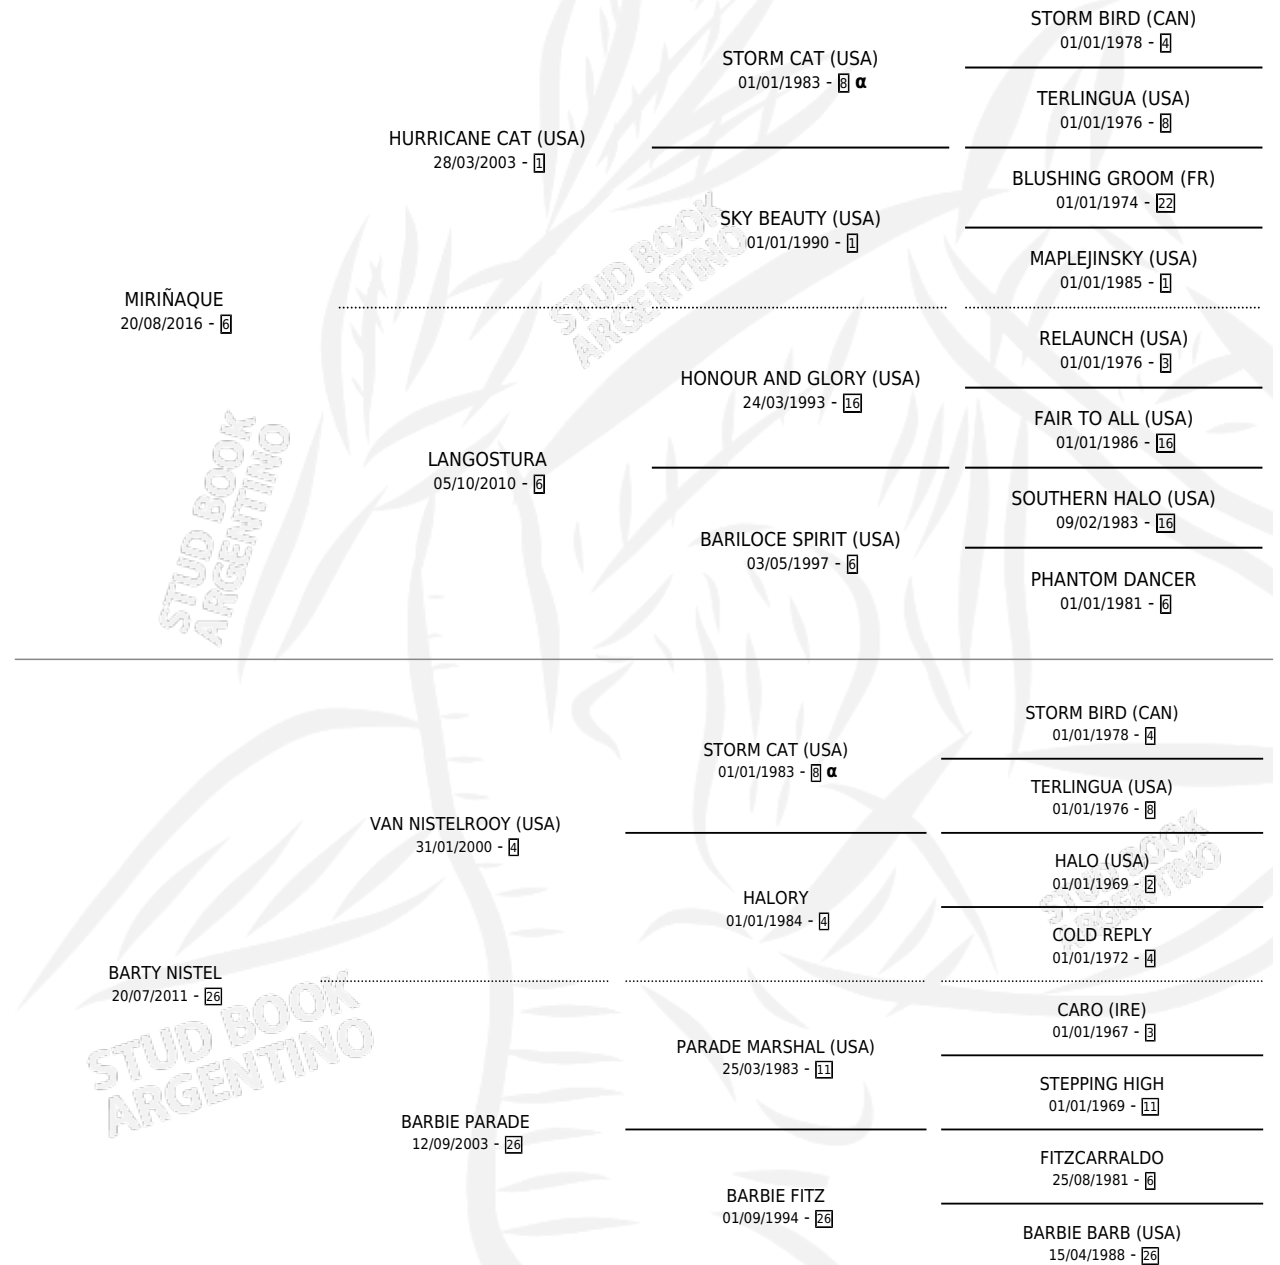 STORM BIRD (CAN)
01/01/1978 - 4
STORM CAT (USA)
01/01/1983 - 8 α
TERLINGUA (USA)
01/01/1976 - 8
HURRICANE CAT (USA)
28/03/2003 - 1
BLUSHING GROOM (FR)
01/01/1974 - 22
SKY BEAUTY (USA)
01/01/1990 - 1
MAPLEJINSKY (USA)
01/01/1985 - 1
MIRIÑAQUE
20/08/2016 - 6
RELAUNCH (USA)
01/01/1976 - 3
HONOUR AND GLORY (USA)
24/03/1993 - 16
FAIR TO ALL (USA)
01/01/1986 - 16
LANGOSTURA
05/10/2010 - 6
SOUTHERN HALO (USA)
09/02/1983 - 16
BARILOCE SPIRIT (USA)
03/05/1997 - 6
PHANTOM DANCER
01/01/1981 - 6
STORM BIRD (CAN)
01/01/1978 - 4
STORM CAT (USA)
01/01/1983 - 8 α
TERLINGUA (USA)
01/01/1976 - 8
VAN NISTELROOY (USA)
31/01/2000 - 4
HALO (USA)
01/01/1969 - 2
HALORY
01/01/1984 - 4
COLD REPLY
01/01/1972 - 4
BARTY NISTEL
20/07/2011 - 26
CARO (IRE)
01/01/1967 - 3
PARADE MARSHAL (USA)
25/03/1983 - 11
STEPPING HIGH
01/01/1969 - 11
BARBIE PARADE
12/09/2003 - 26
FITZCARRALDO
25/08/1981 - 6
BARBIE FITZ
01/09/1994 - 26
BARBIE BARB (USA)
15/04/1988 - 26
STUD BOOK
ARGENTINO
STUD BOOK
ARGENTINO
STUD BOOK
ARGENTINO
STUD BOOK
ARGENTINO